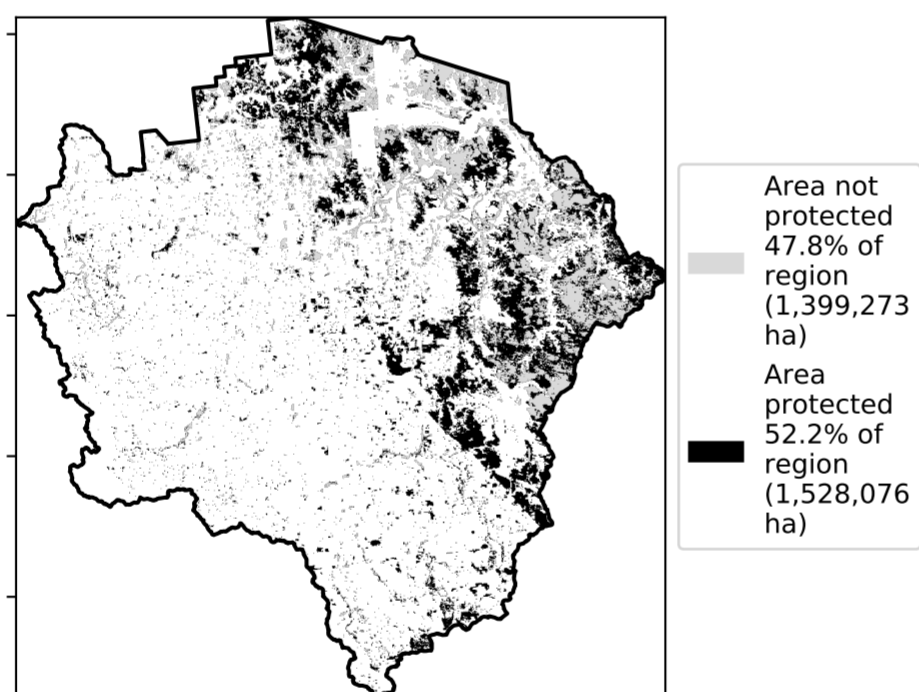 Area not
protected
47.8% of
region
(1,399,273
ha)
Area
protected
52.2% of
region
(1,528,076
ha)